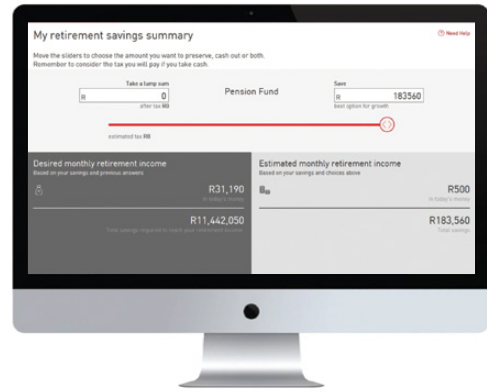 My retirement savings summary
Need Help
Move the sliders to choose the amount you want to preserve, cash out or both.
Remember to consider the tax you will pay if you take cash.
Take a lump sum
R 0
after tax R0
Pension Fund
Save
R 183560
Best option for growth
estimated tax R0
Desired monthly retirement income
Based on your savings and previous answers
R31,190
in today's money
R11,442,050
Total savings required to reach your retirement income
Estimated monthly retirement income
Based on your savings and choices above
R500
in today's money
R183,560
Total savings